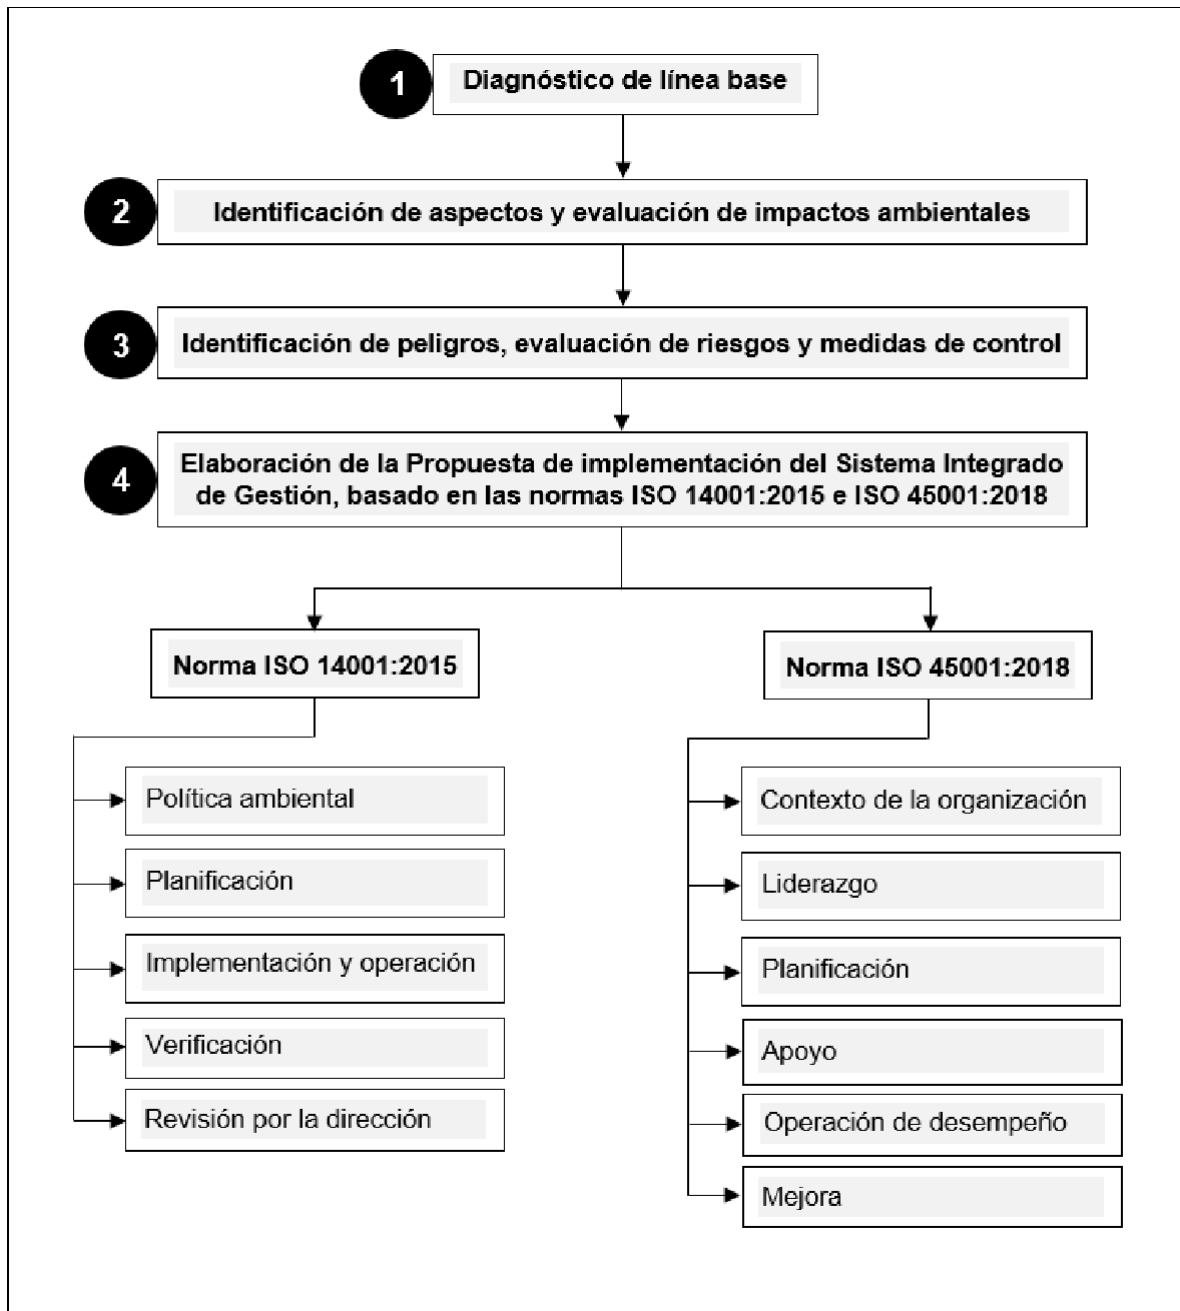 1
Diagnóstico de línea base
2
Identificación de aspectos y evaluación de impactos ambientales
3
Identificación de peligros, evaluación de riesgos y medidas de control
4
Elaboración de la Propuesta de implementación del Sistema Integrado
de Gestión, basado en las normas ISO 14001:2015 e ISO 45001:2018
Norma ISO 14001:2015
Política ambiental
Planificación
Implementación y operación
Verificación
Revisión por la dirección
Norma ISO 45001:2018
Contexto de la organización
Liderazgo
Planificación
Apoyo
Operación de desempeño
Mejora